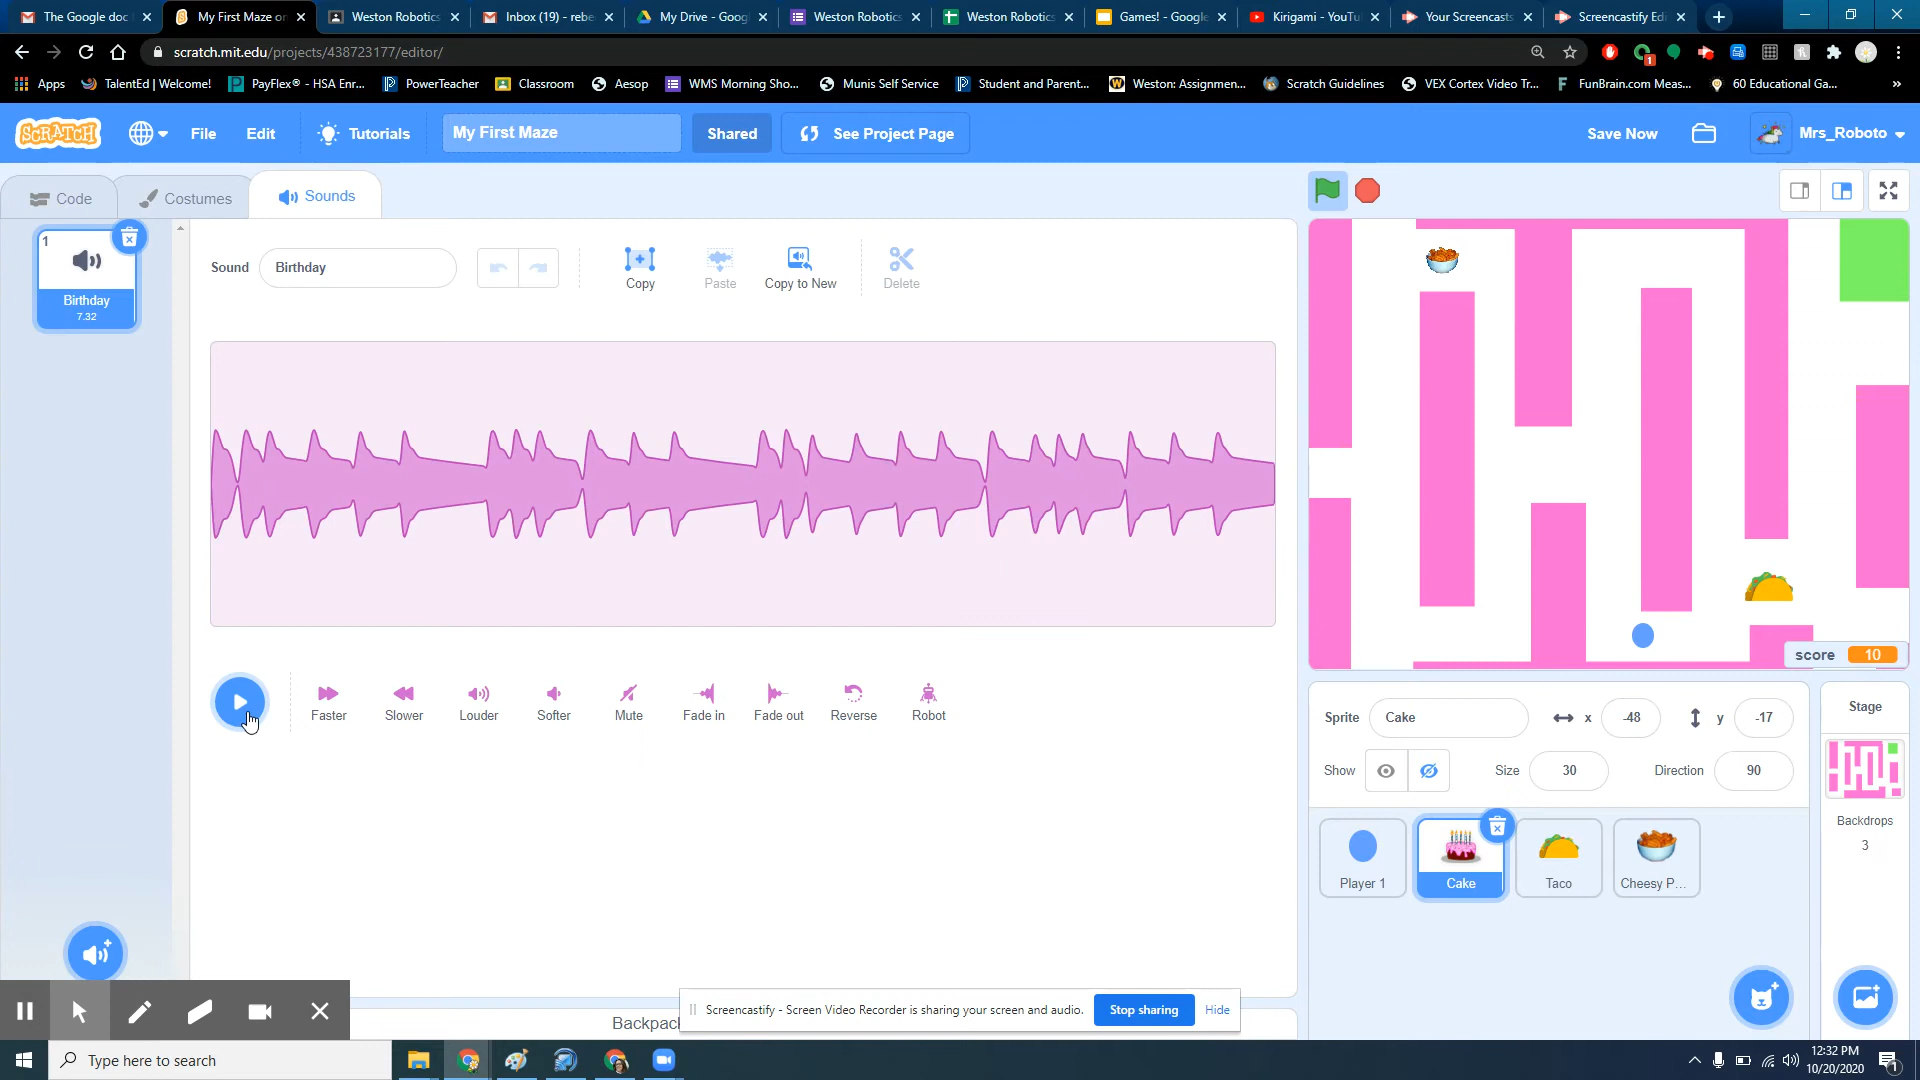 The Google doc
My First Maze on
Weston Robotics
Inbox (19) - rebe
My Drive - Goog
Weston Robotics
Weston Robotics
Games! - Google
Kirigami - YouTu
Your Screencasts
Screencastify Edi
scratch.mit.edu/projects/438723177/editor/
Apps
TalentEd | Welcome!
PayFlex® - HSA Enr...
PowerTeacher
Classroom
Aesop
WMS Morning Sho...
Munis Self Service
Student and Parent...
Weston: Assignmen...
Scratch Guidelines
VEX Cortex Video Tr...
FunBrain.com Meas...
60 Educational Ga...
»
SCRATCH
File
Edit
Tutorials
My First Maze
Shared
See Project Page
Save Now
Mrs_Roboto
Code
Costumes
Sounds
1
Birthday
7.32
Sound
Birthday
Copy
Paste
Copy to New
Delete
Faster
Slower
Louder
Softer
Mute
Fade in
Fade out
Reverse
Robot
score 10
Sprite
Cake
x
-48
y
-17
Show
Size
30
Direction
90
Player 1
Cake
Taco
Cheesy P...
Stage
Backdrops
3
Backpack
Screencastify - Screen Video Recorder is sharing your screen and audio.
Stop sharing
Hide
Type here to search
12:32 PM
10/20/2020
1